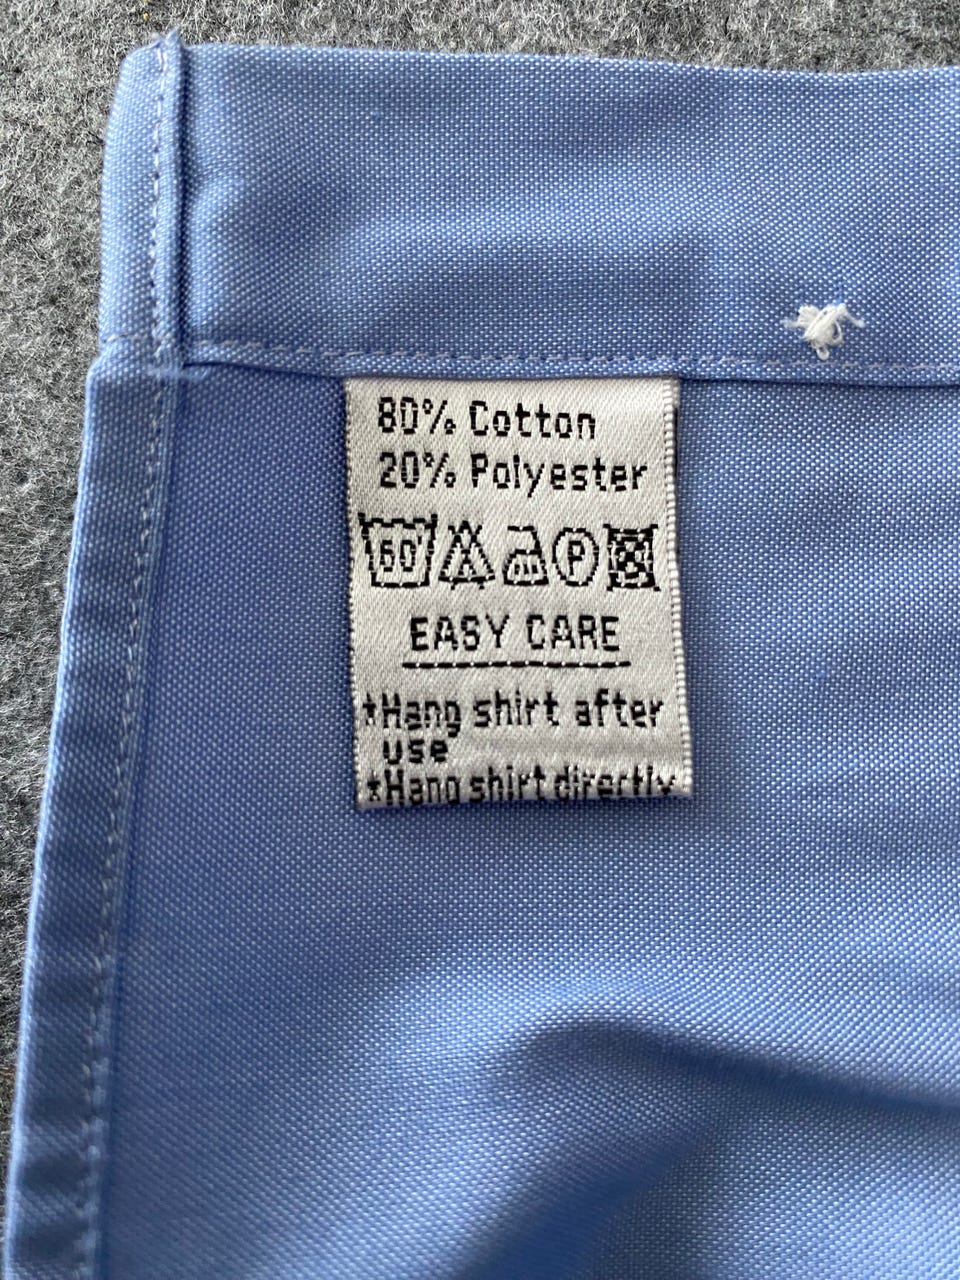 80% Cotton
20% Polyester
60 P
EASY CARE
*Hang shirt after
use
*Hang shirt directly